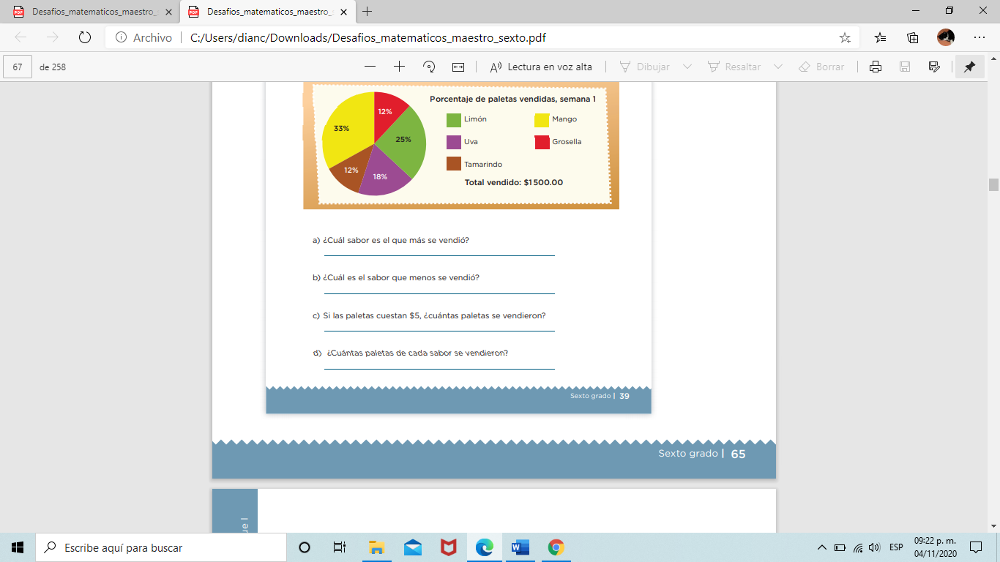 Desafios_matematicos_maestro_s
Desafios_matematicos_maestro_s
Archivo
C:/Users/dianc/Downloads/Desafios_matematicos_maestro_sexto.pdf
67 de 258
Lectura en voz alta
Dibujar
Resaltar
Borrar
Porcentaje de paletas vendidas, semana 1
12%
33%
25%
12%
18%
Limón
Mango
Uva
Grosella
Tamarindo
Total vendido: $1500.00
a) ¿Cuál sabor es el que más se vendió?
b) ¿Cuál es el sabor que menos se vendió?
c) Si las paletas cuestan $5, ¿cuántas paletas se vendieron?
d) ¿Cuántas paletas de cada sabor se vendieron?
Sexto grado | 39
Sexto grado | 65
ue I
Escribe aquí para buscar
ESP
09:22 p. m.
04/11/2020